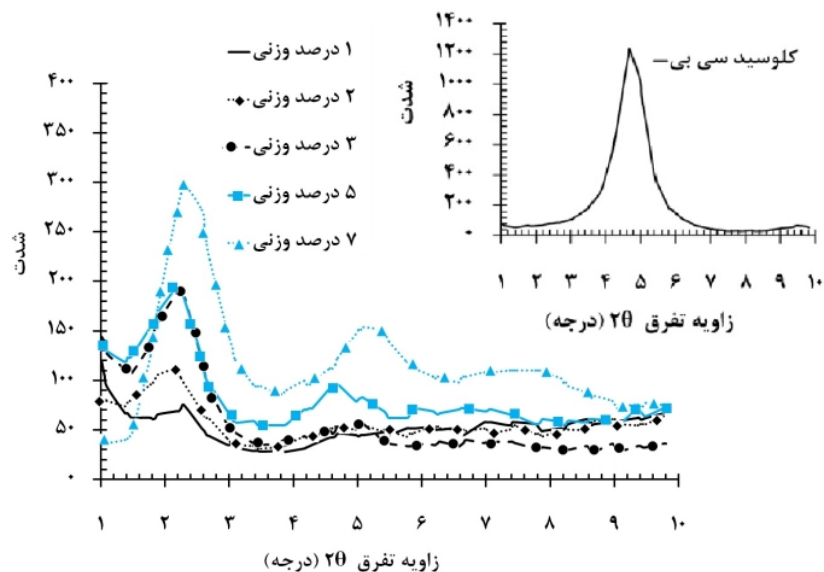 ۱ درصد وزنی
۲ درصد وزنی
۳ درصد وزنی
۵ درصد وزنی
۷ درصد وزنی
شدت
۴۰۰
۳۵۰
۳۰۰
۲۵۰
۲۰۰
۱۵۰
۱۰۰
۵۰
۰
۱ ۲ ۳ ۴ ۵ ۶ ۷ ۸ ۹ ۱۰
زاویه تفرق ۲θ (درجه)
کلوسید سی بی
شدت
۱۴۰۰
۱۲۰۰
۱۰۰۰
۸۰۰
۶۰۰
۴۰۰
۲۰۰
۰
۱ ۲ ۳ ۴ ۵ ۶ ۷ ۸ ۹ ۱۰
زاویه تفرق ۲θ (درجه)